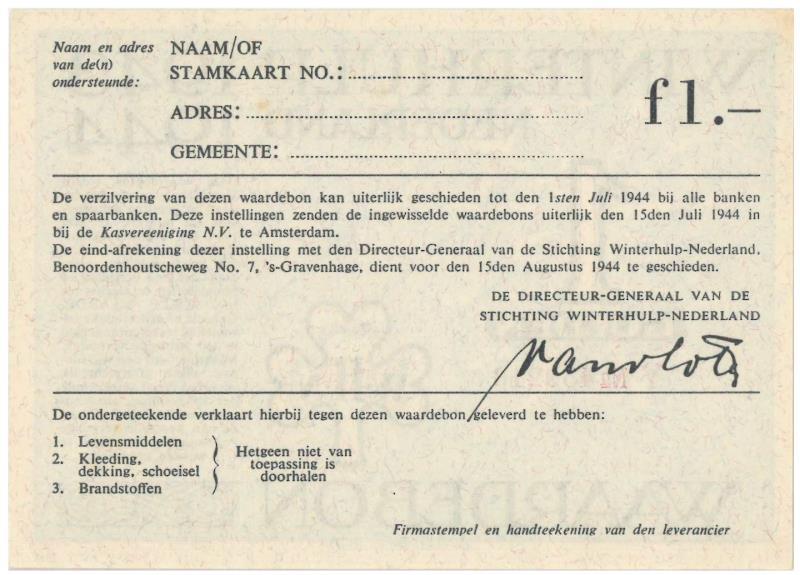 Naam en adres
van de(n)
ondersteunde:
NAAM/OF
STAMKAART NO.:
ADRES:
GEMEENTE:
f1.—
De verzilvering van dezen waardebon kan uiterlijk geschieden tot den 1sten Juli 1944 bij alle banken
en spaarbanken. Deze instellingen zenden de ingewisselde waardebons uiterlijk den 15den Juli 1944 in
bij de Kasvereeniging N.V. te Amsterdam.
De eind-afrekening dezer instelling met den Directeur-Generaal van de Stichting Winterhulp-Nederland,
Benoordenhoutscheweg No. 7, 's-Gravenhage, dient voor den 15den Augustus 1944 te geschieden.
DE DIRECTEUR-GENERAAL VAN DE
STICHTING WINTERHULP-NEDERLAND
De ondergeteekende verklaart hierbij tegen dezen waardebon geleverd te hebben:
1. Levensmiddelen
2. Kleeding,
dekking, schoeisel
3. Brandstoffen
Hetgeen niet van
toepassing is
doorhalen
Firmastempel en handteekening van den leverancier